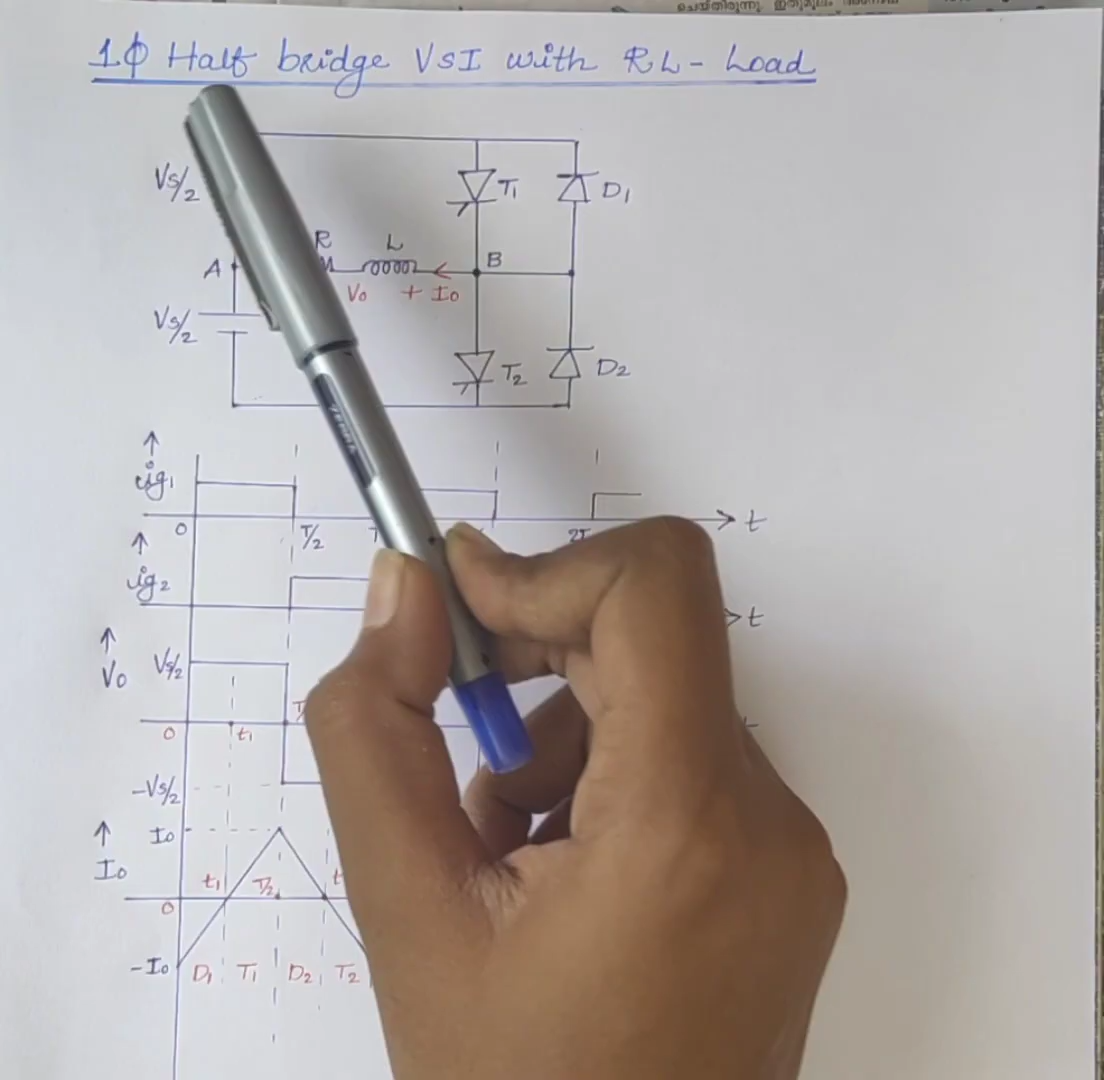 1ϕ Half bridge VSI with RL- Load
Vs/2 T1 D1
R L
A B
Vo + Io
Vs/2 T2 D2
↑
ig1
0 T/2 T 2T t
↑
ig2 t
↑
Vo Vs/2
0 t1 T t
-Vs/2
↑ Io
Io t1 T/2 t
0
-Io D1 T1 D2 T2